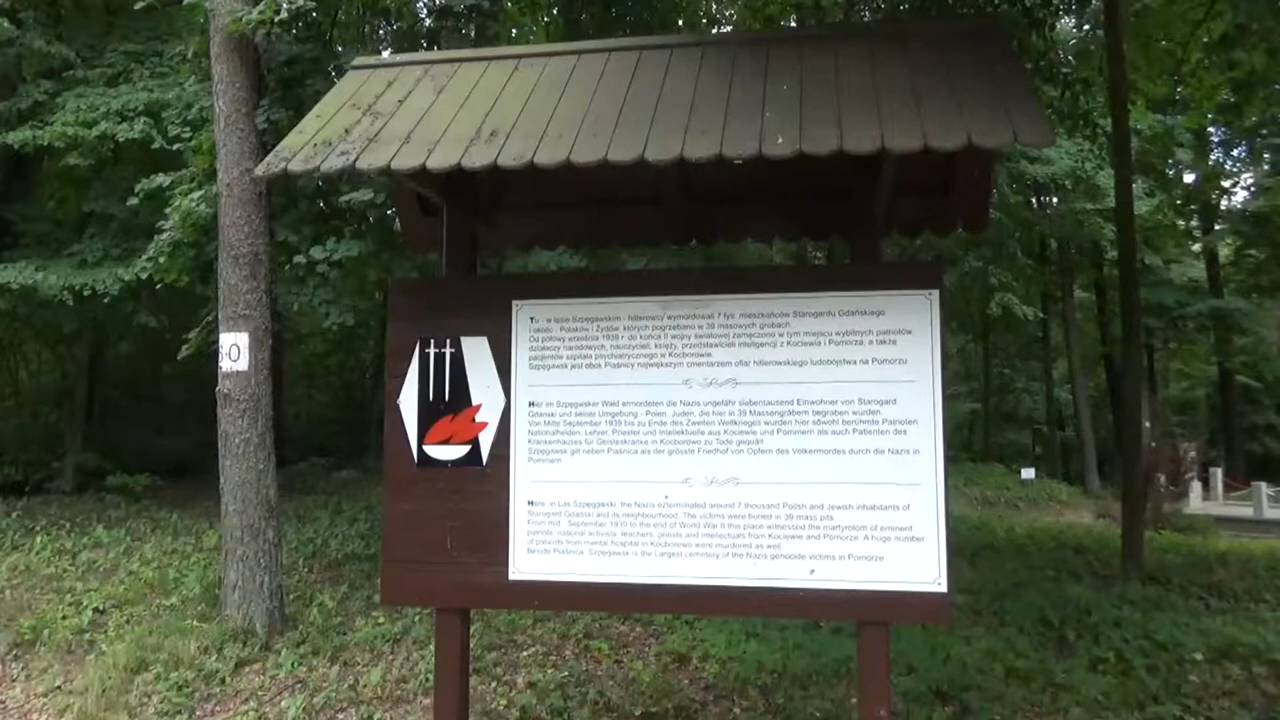 60
Tu - w lesie Szpęgawskim - hitlerowcy wymordowali 7 tyś. mieszkańców Starogardu Gdańskiego
i okolic: Polaków i Żydów, których pogrzebano w 39 masowych grobach.
Od połowy września 1939 r. do końca II wojny światowej zamęczono w tym miejscu wybitnych patriotów,
działaczy narodowych, nauczycieli, księży, przedstawicieli inteligencji z Kociewia i Pomorza, a także
pacjentów szpitala psychiatrycznego w Kocborowie.
Szpęgawsk jest obok Piaśnicy największym cmentarzem ofiar hitlerowskiego ludobójstwa na Pomorzu
Hier im Szpęgawsker Wald ermordeten die Nazis ungefähr siebentausend Einwohner von Starogard
Gdański und seiner Umgebung - Polen, Juden, die hier in 39 Massengräbern begraben wurden.
Von Mitte September 1939 bis zu Ende des Zweiten Weltkrieges wurden hier sowohl berühmte Patrioten
Nationalhelden, Lehrer, Priester und Intellektuelle aus Kociewie und Pommern als auch Patienten des
Krankenhauses für Geisteskranke in Kocborowo zu Tode gequält
Szpęgawsk gilt neben Piaśnica als der grösste Friedhof von Opfern des Völkermordes durch die Nazis in
Pommern
Here, in Las Szpęgawski, the Nazis exterminated around 7 thousand Polish and Jewish inhabitants of
Starogard Gdański and its neighbourhood. The victims were buried in 39 mass pits
From mid - September 1939 to the end of World War II this place witnessed the martyrolom of eminent
patriots, national activists, teachers, priests and intellectuals from Kociewie and Pomorze. A huge number
of patients from mental hospital in Kocborowo were murdered as well
Beside Piaśnica, Szpęgawsk is the Largest cemetery of the Nazis genocide victims in Pomorze